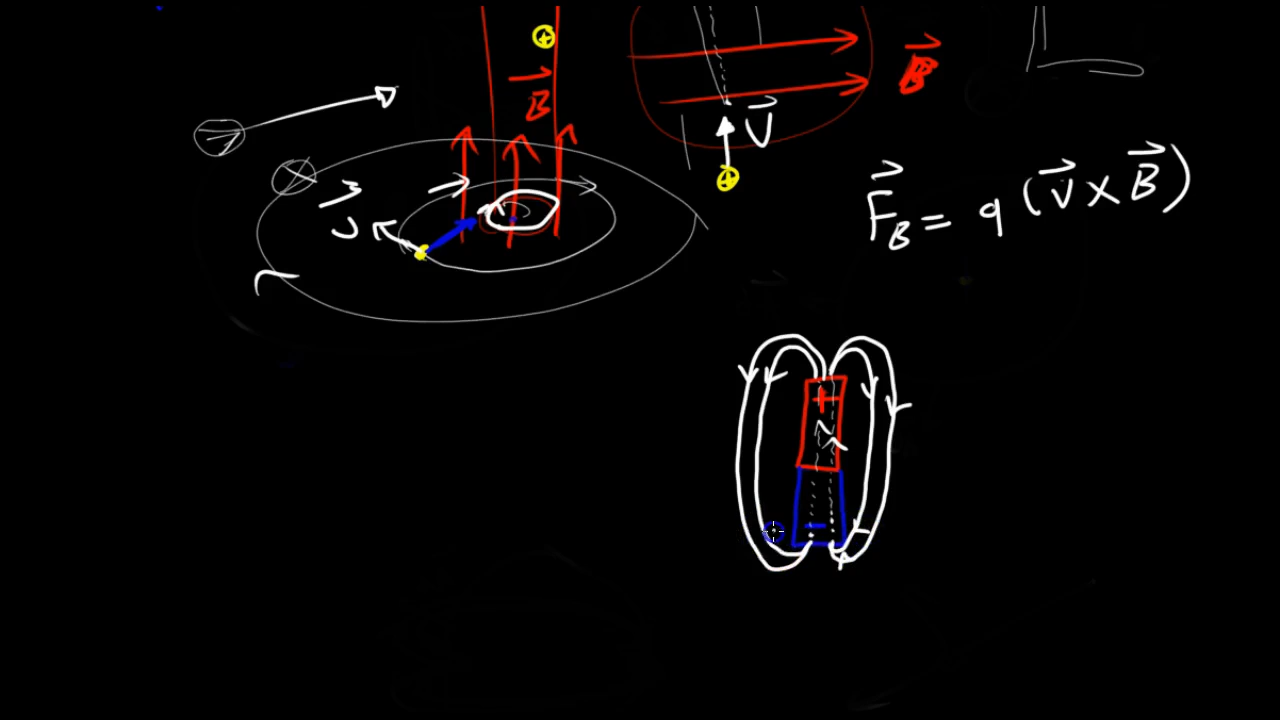 ⊕
B
B
V
⊕
F_B = q (V × B)
+
−